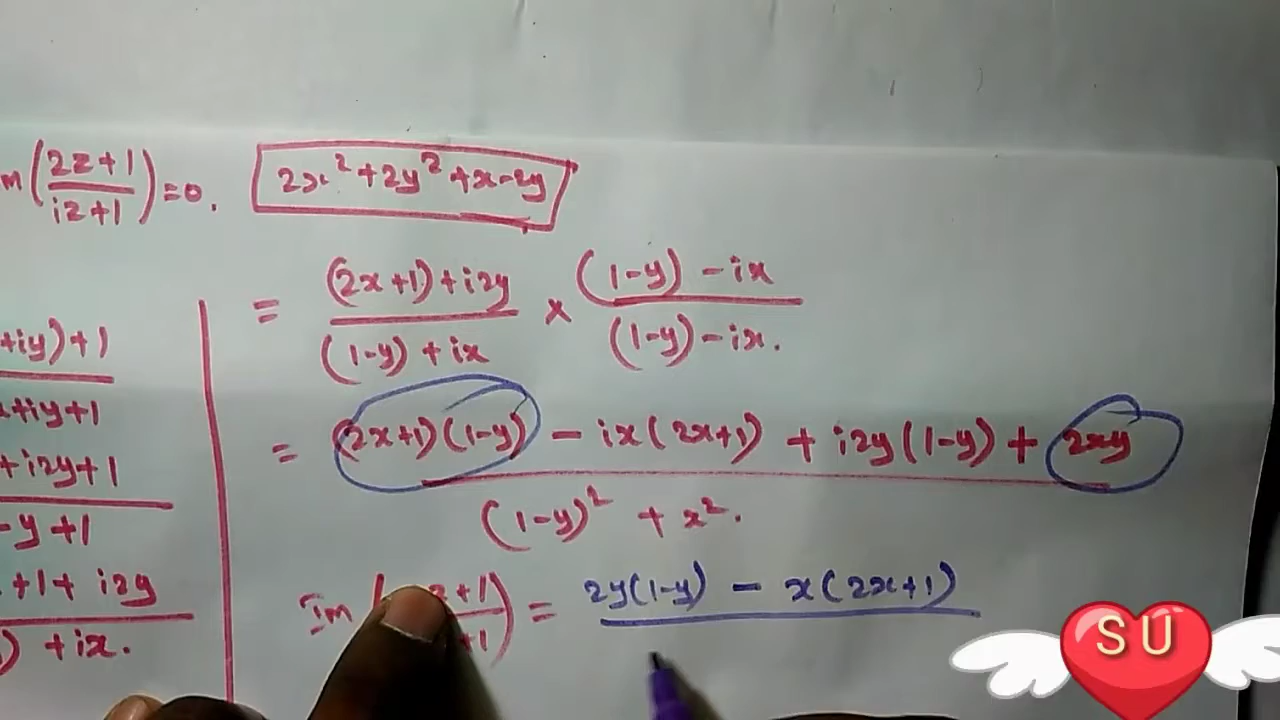 m(2z+1/iz+1)=0. 2x²+2y²+x-2y
= (2x+1)+i2y/(1-y)+ix × (1-y)-ix/(1-y)-ix.
+iy)+1
+iy+1
+i2y+1
-y+1
+1+i2y
) +ix.
= (2x+1)(1-y) - ix(2x+1) + i2y(1-y) + 2xy
(1-y)² + x².
Im ( z+1/+1) = 2y(1-y) - x(2x+1)
SU